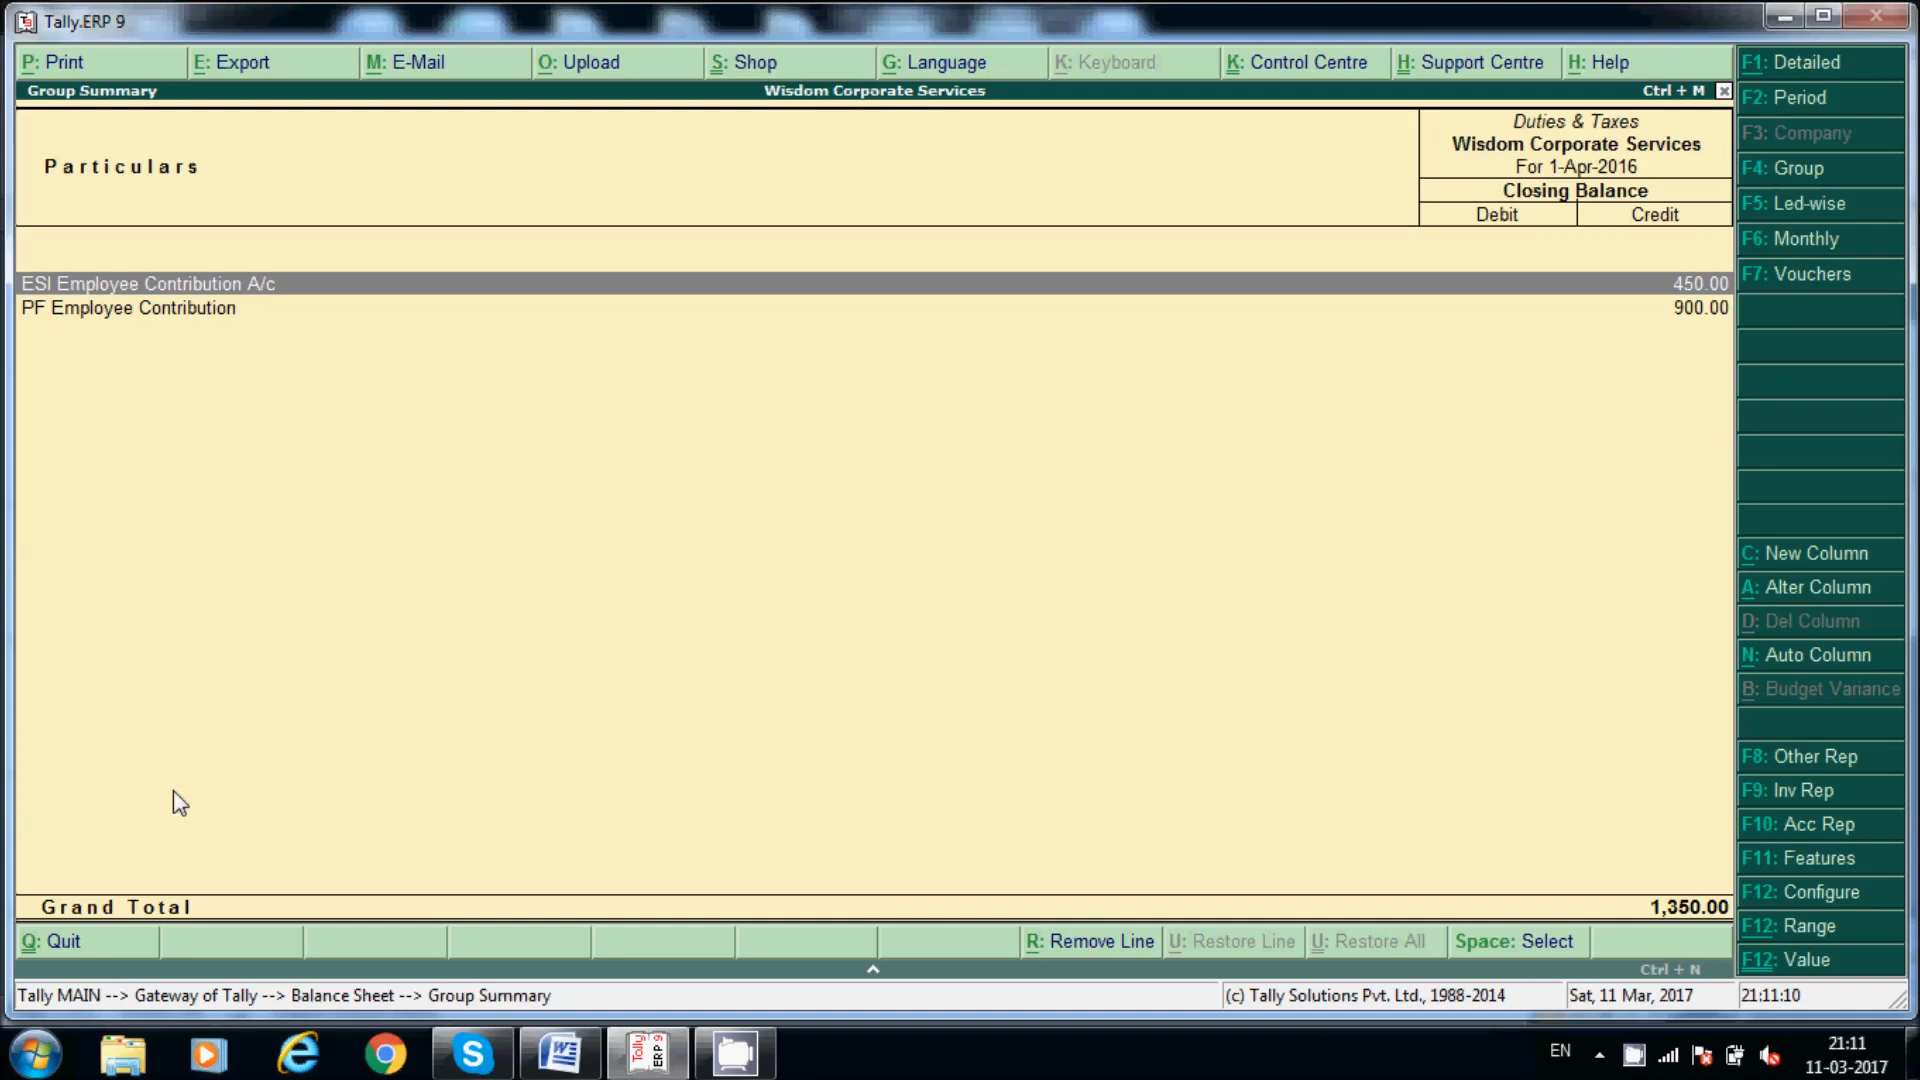 Tally.ERP 9
P: Print E: Export M: E-Mail O: Upload S: Shop G: Language K: Keyboard K: Control Centre H: Support Centre H: Help
Group Summary Wisdom Corporate Services Ctrl + M
Particulars
Duties & Taxes
Wisdom Corporate Services
For 1-Apr-2016
Closing Balance
Debit Credit
ESI Employee Contribution A/c 450.00
PF Employee Contribution 900.00
Grand Total 1,350.00
F1: Detailed
F2: Period
F3: Company
F4: Group
F5: Led-wise
F6: Monthly
F7: Vouchers
C: New Column
A: Alter Column
D: Del Column
N: Auto Column
B: Budget Variance
F8: Other Rep
F9: Inv Rep
F10: Acc Rep
F11: Features
F12: Configure
F12: Range
F12: Value
Q: Quit R: Remove Line U: Restore Line U: Restore All Space: Select
Ctrl + N
Tally MAIN --> Gateway of Tally --> Balance Sheet --> Group Summary (c) Tally Solutions Pvt. Ltd., 1988-2014 Sat, 11 Mar, 2017 21:11:10
Tally ERP 9
EN
21:11
11-03-2017